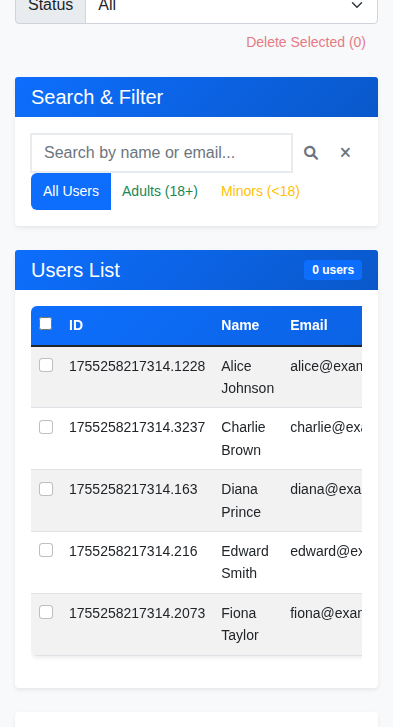 Status All
Delete Selected (0)
Search & Filter
Search by name or email...
All Users Adults (18+) Minors (<18)
Users List 0 users
ID Name Email
1755258217314.1228 Alice Johnson alice@exam
1755258217314.3237 Charlie Brown charlie@exa
1755258217314.163 Diana Prince diana@exa
1755258217314.216 Edward Smith edward@ex
1755258217314.2073 Fiona Taylor fiona@exam